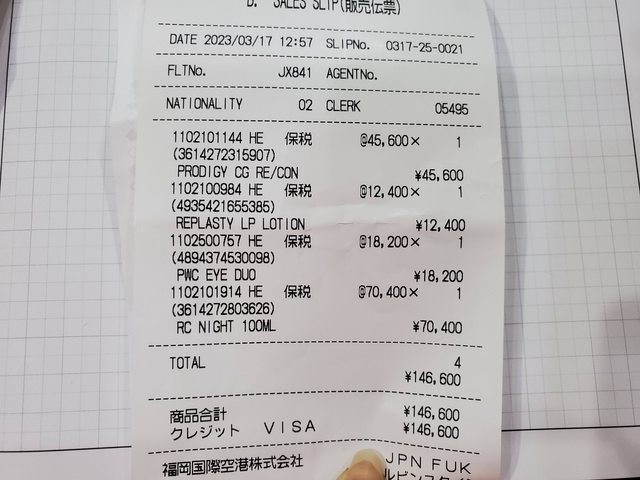 D. SALES SLIP(販売伝票)
DATE 2023/03/17 12:57 SLIPNo. 0317-25-0021
FLTNo. JX841 AGENTNo.
NATIONALITY 02 CLERK 05495
1102101144 HE 保税 @45,600× 1
(3614272315907)
PRODIGY CG RE/CON ¥45,600
1102100984 HE 保税 @12,400× 1
(4935421655385)
REPLASTY LP LOTION ¥12,400
1102500757 HE 保税 @18,200× 1
(4894374530098)
PWC EYE DUO ¥18,200
1102101914 HE 保税 @70,400× 1
(3614272803626)
RC NIGHT 100ML ¥70,400
TOTAL 4
¥146,600
商品合計 ¥146,600
クレジット VISA ¥146,600
福岡国際空港株式会社 JPN FUK